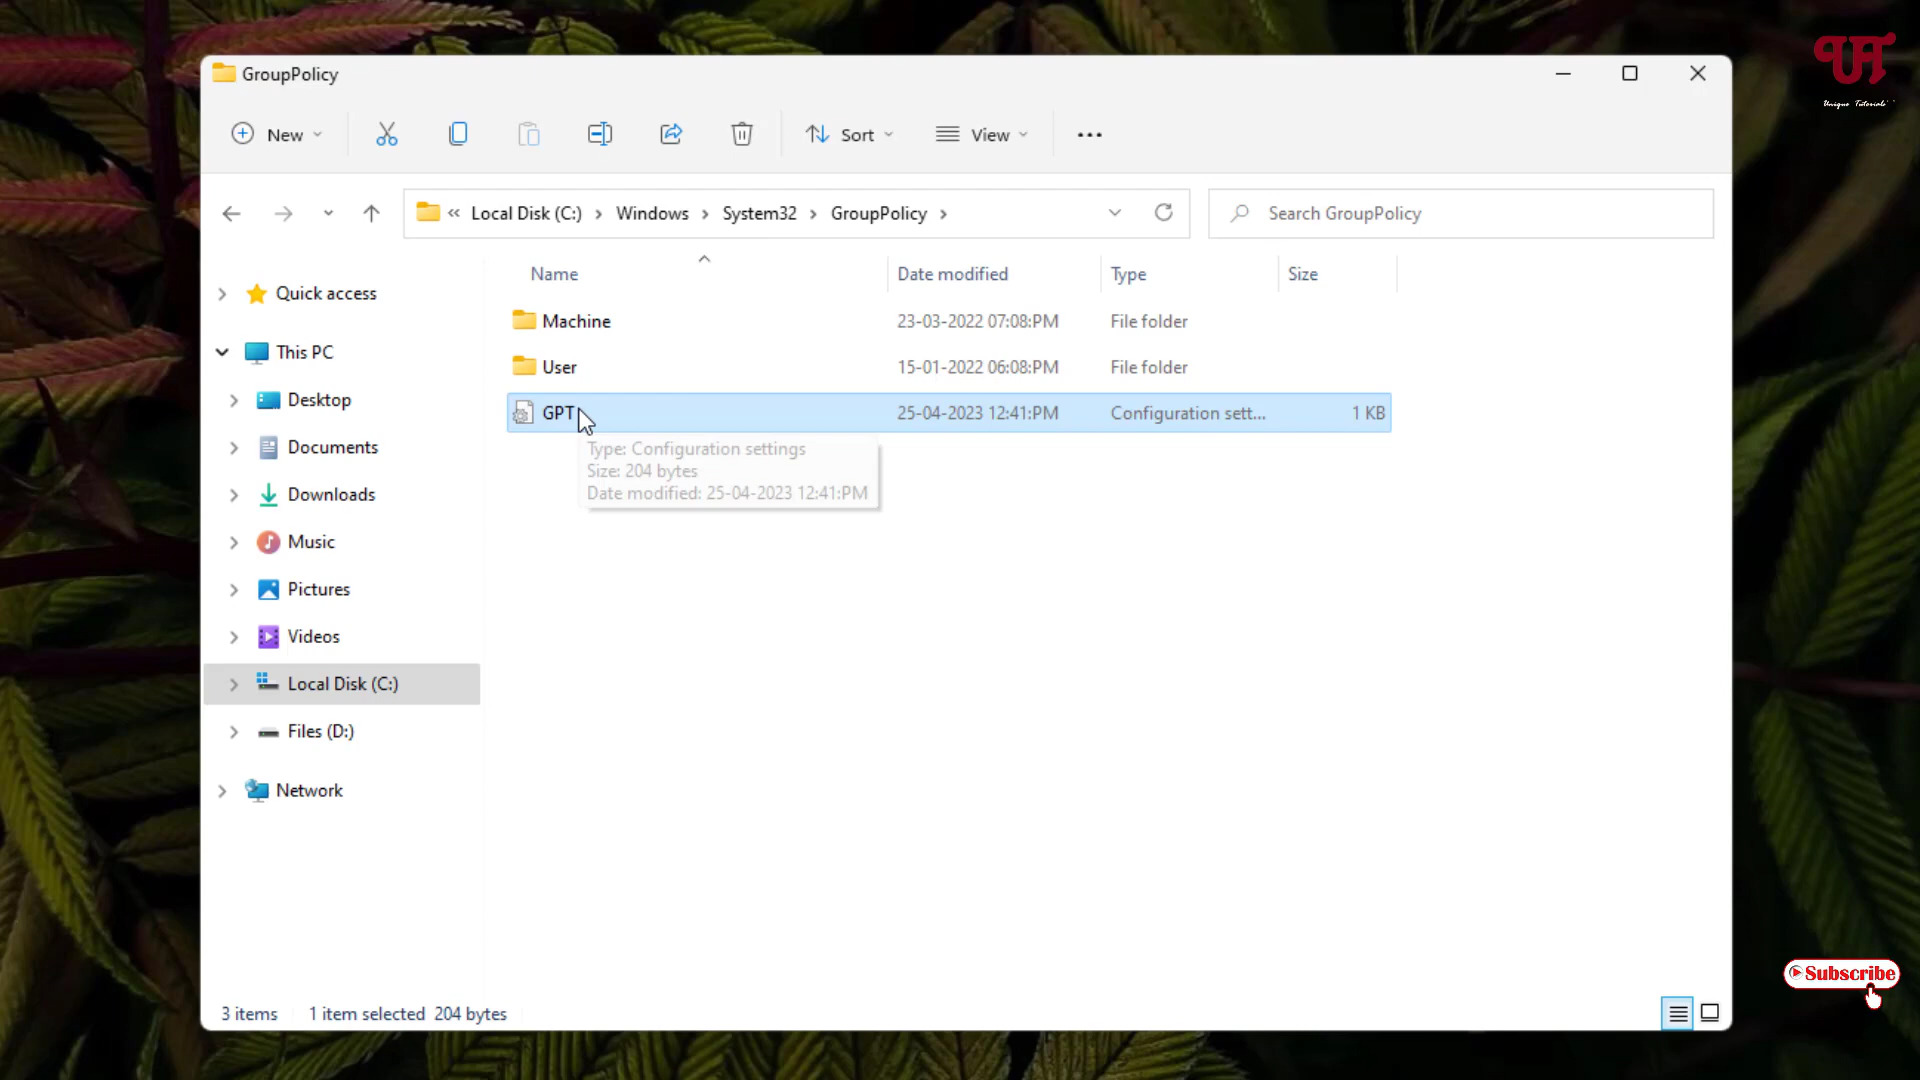 GroupPolicy
New
Sort
View
Local Disk (C:)
Windows
System32
GroupPolicy
Search GroupPolicy
Name
Date modified
Type
Size
Machine
23-03-2022 07:08:PM
File folder
User
15-01-2022 06:08:PM
File folder
GPT
25-04-2023 12:41:PM
Configuration sett...
1 KB
Type: Configuration settings
Size: 204 bytes
Date modified: 25-04-2023 12:41:PM
Quick access
This PC
Desktop
Documents
Downloads
Music
Pictures
Videos
Local Disk (C:)
Files (D:)
Network
3 items
1 item selected 204 bytes
UT
Unique Tutorials
Subscribe